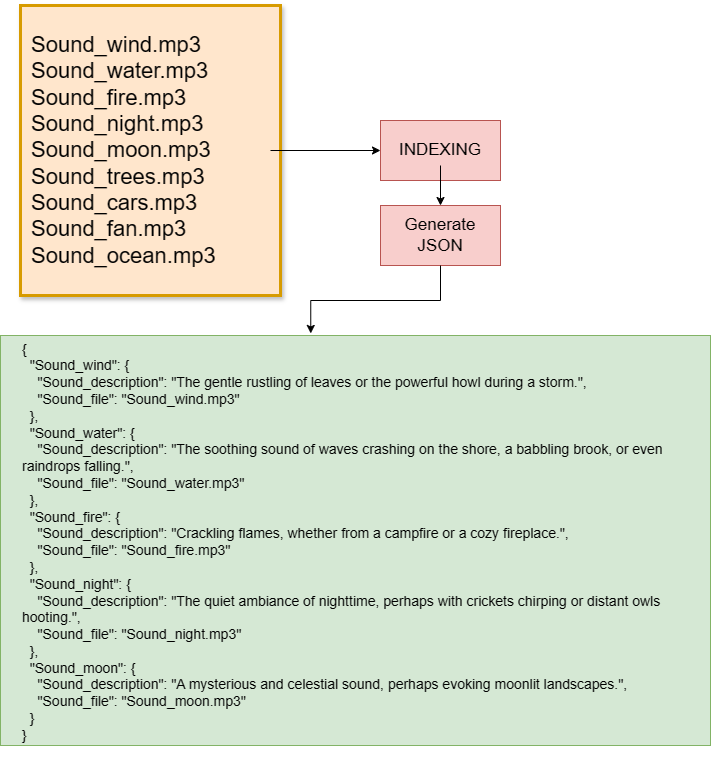 Sound_wind.mp3
Sound_water.mp3
Sound_fire.mp3
Sound_night.mp3
Sound_moon.mp3
Sound_trees.mp3
Sound_cars.mp3
Sound_fan.mp3
Sound_ocean.mp3
INDEXING
Generate
JSON
{
"Sound_wind": {
"Sound_description": "The gentle rustling of leaves or the powerful howl during a storm.",
"Sound_file": "Sound_wind.mp3"
},
"Sound_water": {
"Sound_description": "The soothing sound of waves crashing on the shore, a babbling brook, or even
raindrops falling.",
"Sound_file": "Sound_water.mp3"
},
"Sound_fire": {
"Sound_description": "Crackling flames, whether from a campfire or a cozy fireplace.",
"Sound_file": "Sound_fire.mp3"
},
"Sound_night": {
"Sound_description": "The quiet ambiance of nighttime, perhaps with crickets chirping or distant owls
hooting.",
"Sound_file": "Sound_night.mp3"
},
"Sound_moon": {
"Sound_description": "A mysterious and celestial sound, perhaps evoking moonlit landscapes.",
"Sound_file": "Sound_moon.mp3"
}
}